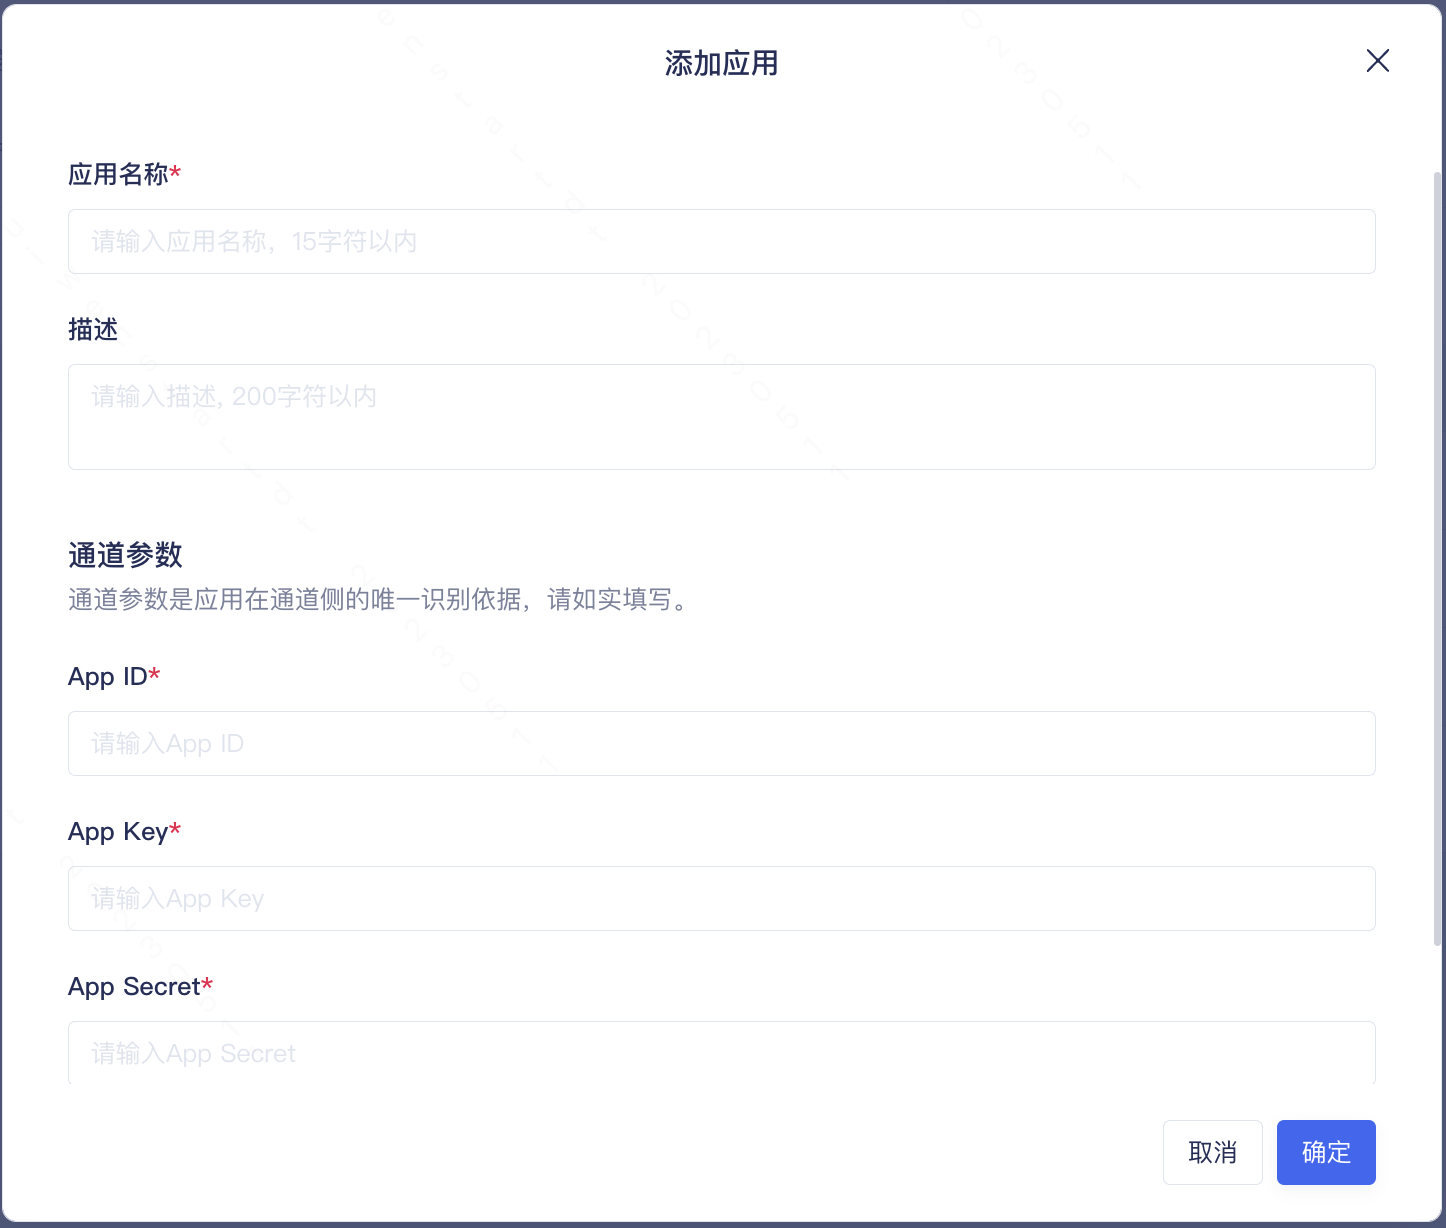 添加应用
应用名称*
请输入应用名称，15字符以内
描述
请输入描述, 200字符以内
通道参数
通道参数是应用在通道侧的唯一识别依据，请如实填写。
App ID*
请输入App ID
App Key*
请输入App Key
App Secret*
请输入App Secret
取消
确定